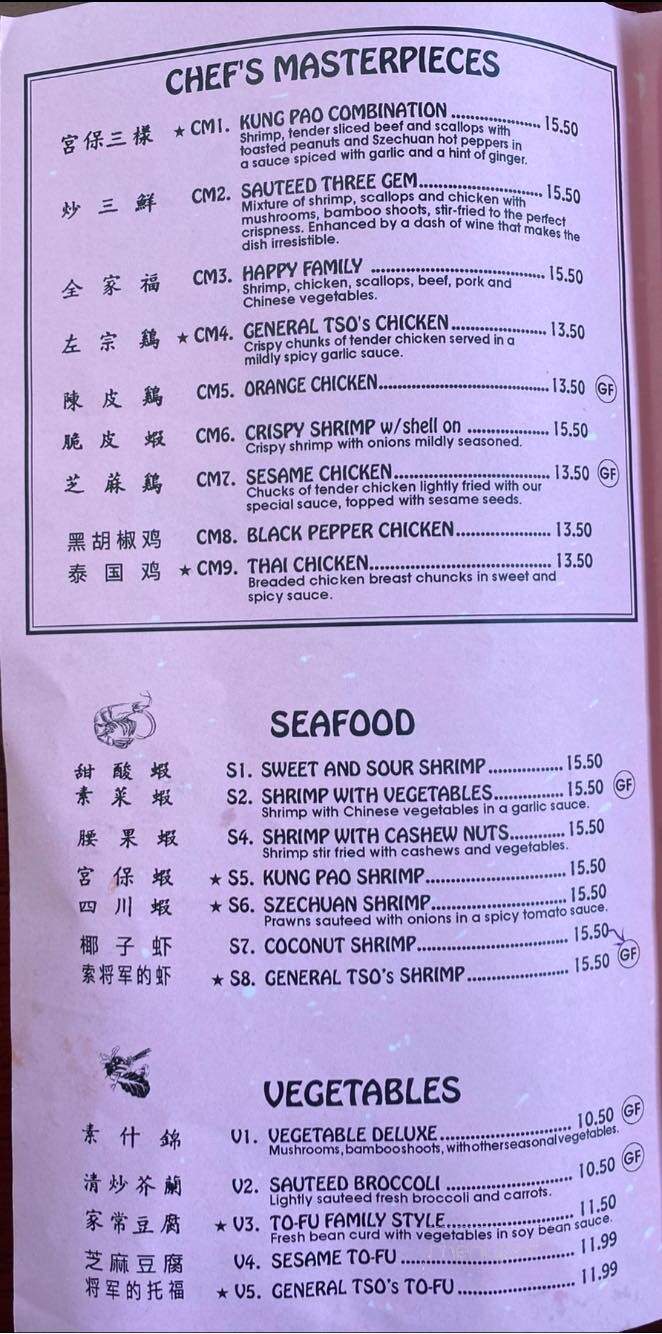 CHEF'S MASTERPIECES
宮保三樣 ★ CM1. KUNG PAO COMBINATION .................... 15.50
Shrimp, tender sliced beef and scallops with
toasted peanuts and Szechuan hot peppers in
a sauce spiced with garlic and a hint of ginger.
炒三鮮 CM2. SAUTEED THREE GEM........................... 15.50
Mixture of shrimp, scallops and chicken with
mushrooms, bamboo shoots, stir-fried to the perfect
crispness. Enhanced by a dash of wine that makes the
dish irresistible.
全家福 CM3. HAPPY FAMILY ...................................... 15.50
Shrimp, chicken, scallops, beef, pork and
Chinese vegetables.
左宗鷄 ★ CM4. GENERAL TSO's CHICKEN..................... 13.50
Crispy chunks of tender chicken served in a
mildly spicy garlic sauce.
陳皮鷄 CM5. ORANGE CHICKEN..................................... 13.50 GF
脆皮蝦 CM6. CRISPY SHRIMP w/shell on .................. 15.50
Crispy shrimp with onions mildly seasoned.
芝蔴鷄 CM7. SESAME CHICKEN.................................. 13.50 GF
Chucks of tender chicken lightly fried with our
special sauce, topped with sesame seeds.
黑胡椒鸡 CM8. BLACK PEPPER CHICKEN..................... 13.50
泰国鸡 ★ CM9. THAI CHICKEN........................................ 13.50
Breaded chicken breast chuncks in sweet and
spicy sauce.
SEAFOOD
甜酸蝦 S1. SWEET AND SOUR SHRIMP................ 15.50
素菜蝦 S2. SHRIMP WITH VEGETABLES............... 15.50 GF
Shrimp with Chinese vegetables in a garlic sauce.
腰果蝦 S4. SHRIMP WITH CASHEW NUTS............ 15.50
Shrimp stir fried with cashews and vegetables.
宮保蝦 ★ S5. KUNG PAO SHRIMP.............................. 15.50
四川蝦 ★ S6. SZECHUAN SHRIMP............................. 15.50
Prawns sauteed with onions in a spicy tomato sauce.
椰子虾 S7. COCONUT SHRIMP................................. 15.50
索将军的虾 ★ S8. GENERAL TSO's SHRIMP...................... 15.50 GF
VEGETABLES
素什錦 V1. VEGETABLE DELUXE............................. 10.50 GF
Mushrooms, bamboo shoots, with other seasonal vegetables.
清炒芥蘭 V2. SAUTEED BROCCOLI ........................... 10.50 GF
Lightly sauteed fresh broccoli and carrots.
家常豆腐 ★ V3. TO-FU FAMILY STYLE........................... 11.50
Fresh bean curd with vegetables in soy bean sauce.
芝麻豆腐 V4. SESAME TO-FU ..................................... 11.99
将军的托福 ★ V5. GENERAL TSO's TO-FU......................... 11.99